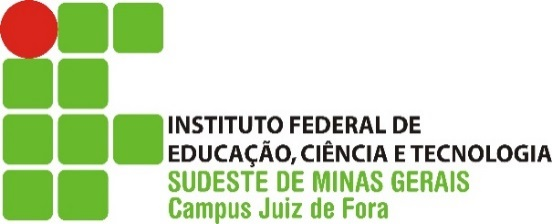 INSTITUTO FEDERAL DE
EDUCAÇÃO, CIÊNCIA E TECNOLOGIA
SUDESTE DE MINAS GERAIS
Campus Juiz de Fora